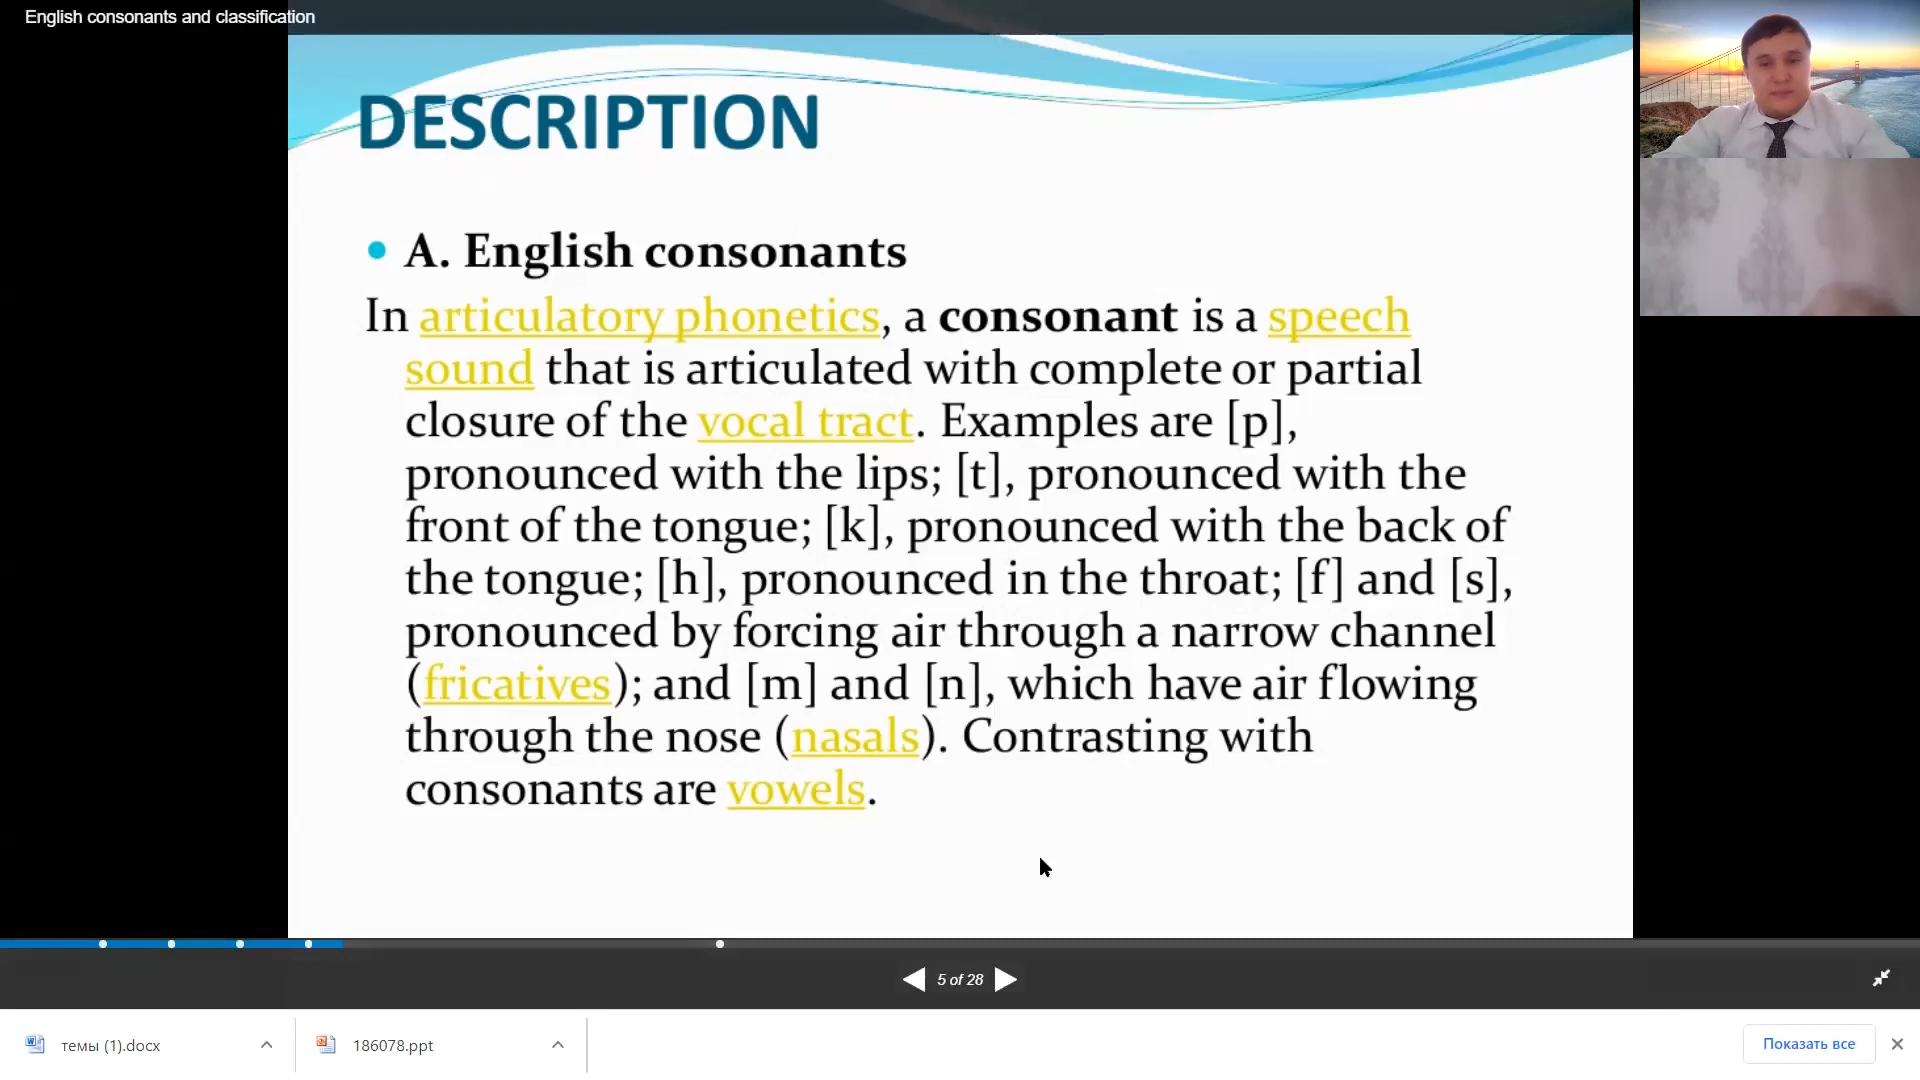 English consonants and classification
DESCRIPTION
A. English consonants
In articulatory phonetics, a consonant is a speech
sound that is articulated with complete or partial
closure of the vocal tract. Examples are [p],
pronounced with the lips; [t], pronounced with the
front of the tongue; [k], pronounced with the back of
the tongue; [h], pronounced in the throat; [f] and [s],
pronounced by forcing air through a narrow channel
(fricatives); and [m] and [n], which have air flowing
through the nose (nasals). Contrasting with
consonants are vowels.
5 of 28
темы (1).docx
186078.ppt
Показать все